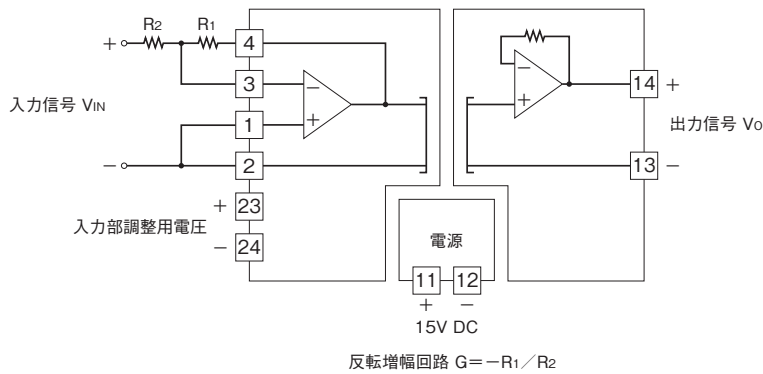 R2 R1
+ 4
3 − − 14 +
入力信号 VIN
1 + + 出力信号 VO
− 2 13 −
+ 23
入力部調整用電圧
− 24
電源
11 12
+ −
15V DC
反転増幅回路 G=−R1/R2